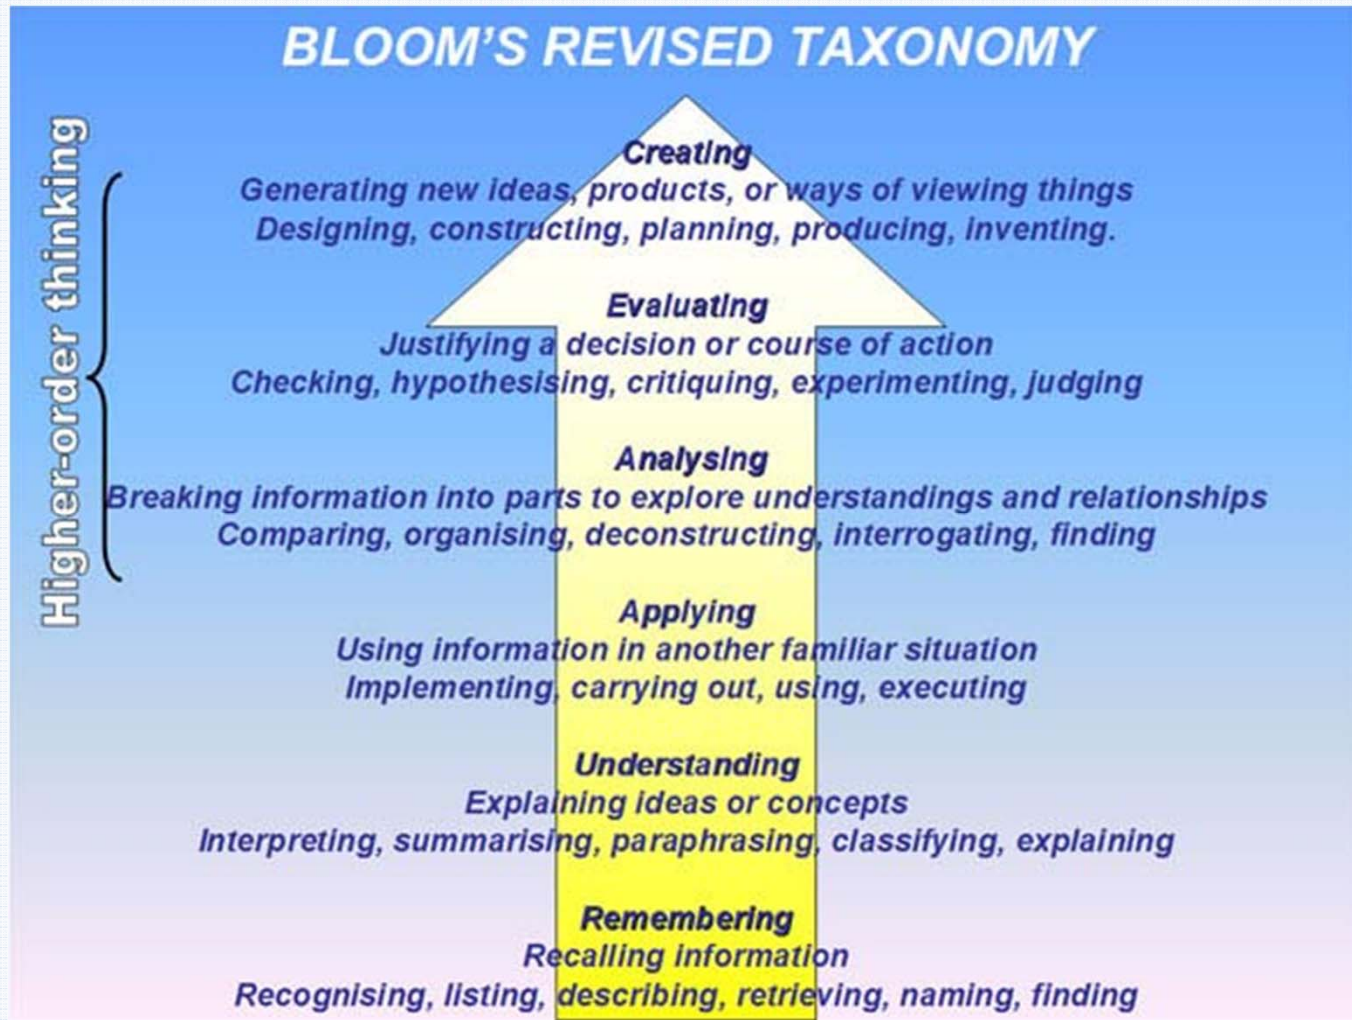 BLOOM'S REVISED TAXONOMY
Higher-order thinking
Creating
Generating new ideas, products, or ways of viewing things
Designing, constructing, planning, producing, inventing.
Evaluating
Justifying a decision or course of action
Checking, hypothesising, critiquing, experimenting, judging
Analysing
Breaking information into parts to explore understandings and relationships
Comparing, organising, deconstructing, interrogating, finding
Applying
Using information in another familiar situation
Implementing, carrying out, using, executing
Understanding
Explaining ideas or concepts
Interpreting, summarising, paraphrasing, classifying, explaining
Remembering
Recalling information
Recognising, listing, describing, retrieving, naming, finding